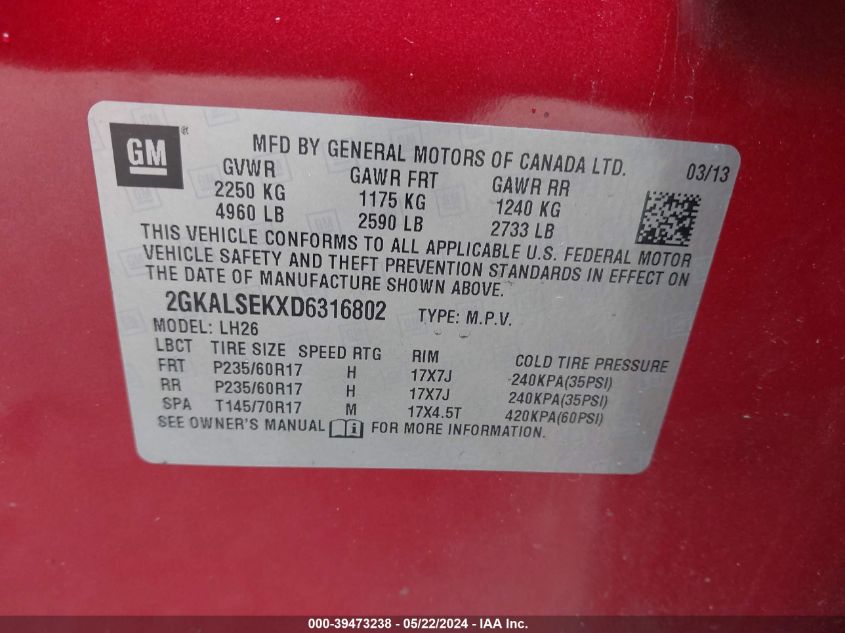 GM ®
MFD BY GENERAL MOTORS OF CANADA LTD.
03/13
GVWR GAWR FRT GAWR RR
2250 KG 1175 KG 1240 KG
4960 LB 2590 LB 2733 LB
THIS VEHICLE CONFORMS TO ALL APPLICABLE U.S. FEDERAL MOTOR
VEHICLE SAFETY AND THEFT PREVENTION STANDARDS IN EFFECT ON
THE DATE OF MANUFACTURE SHOWN ABOVE.
2GKALSEKXD6316802 TYPE: M.P.V.
MODEL: LH26
LBCT TIRE SIZE SPEED RTG RIM COLD TIRE PRESSURE
FRT P235/60R17 H 17X7J 240KPA(35PSI)
RR P235/60R17 H 17X7J 240KPA(35PSI)
SPA T145/70R17 M 17X4.5T 420KPA(60PSI)
SEE OWNER'S MANUAL i FOR MORE INFORMATION.
000-39473238 - 05/22/2024 - IAA Inc.